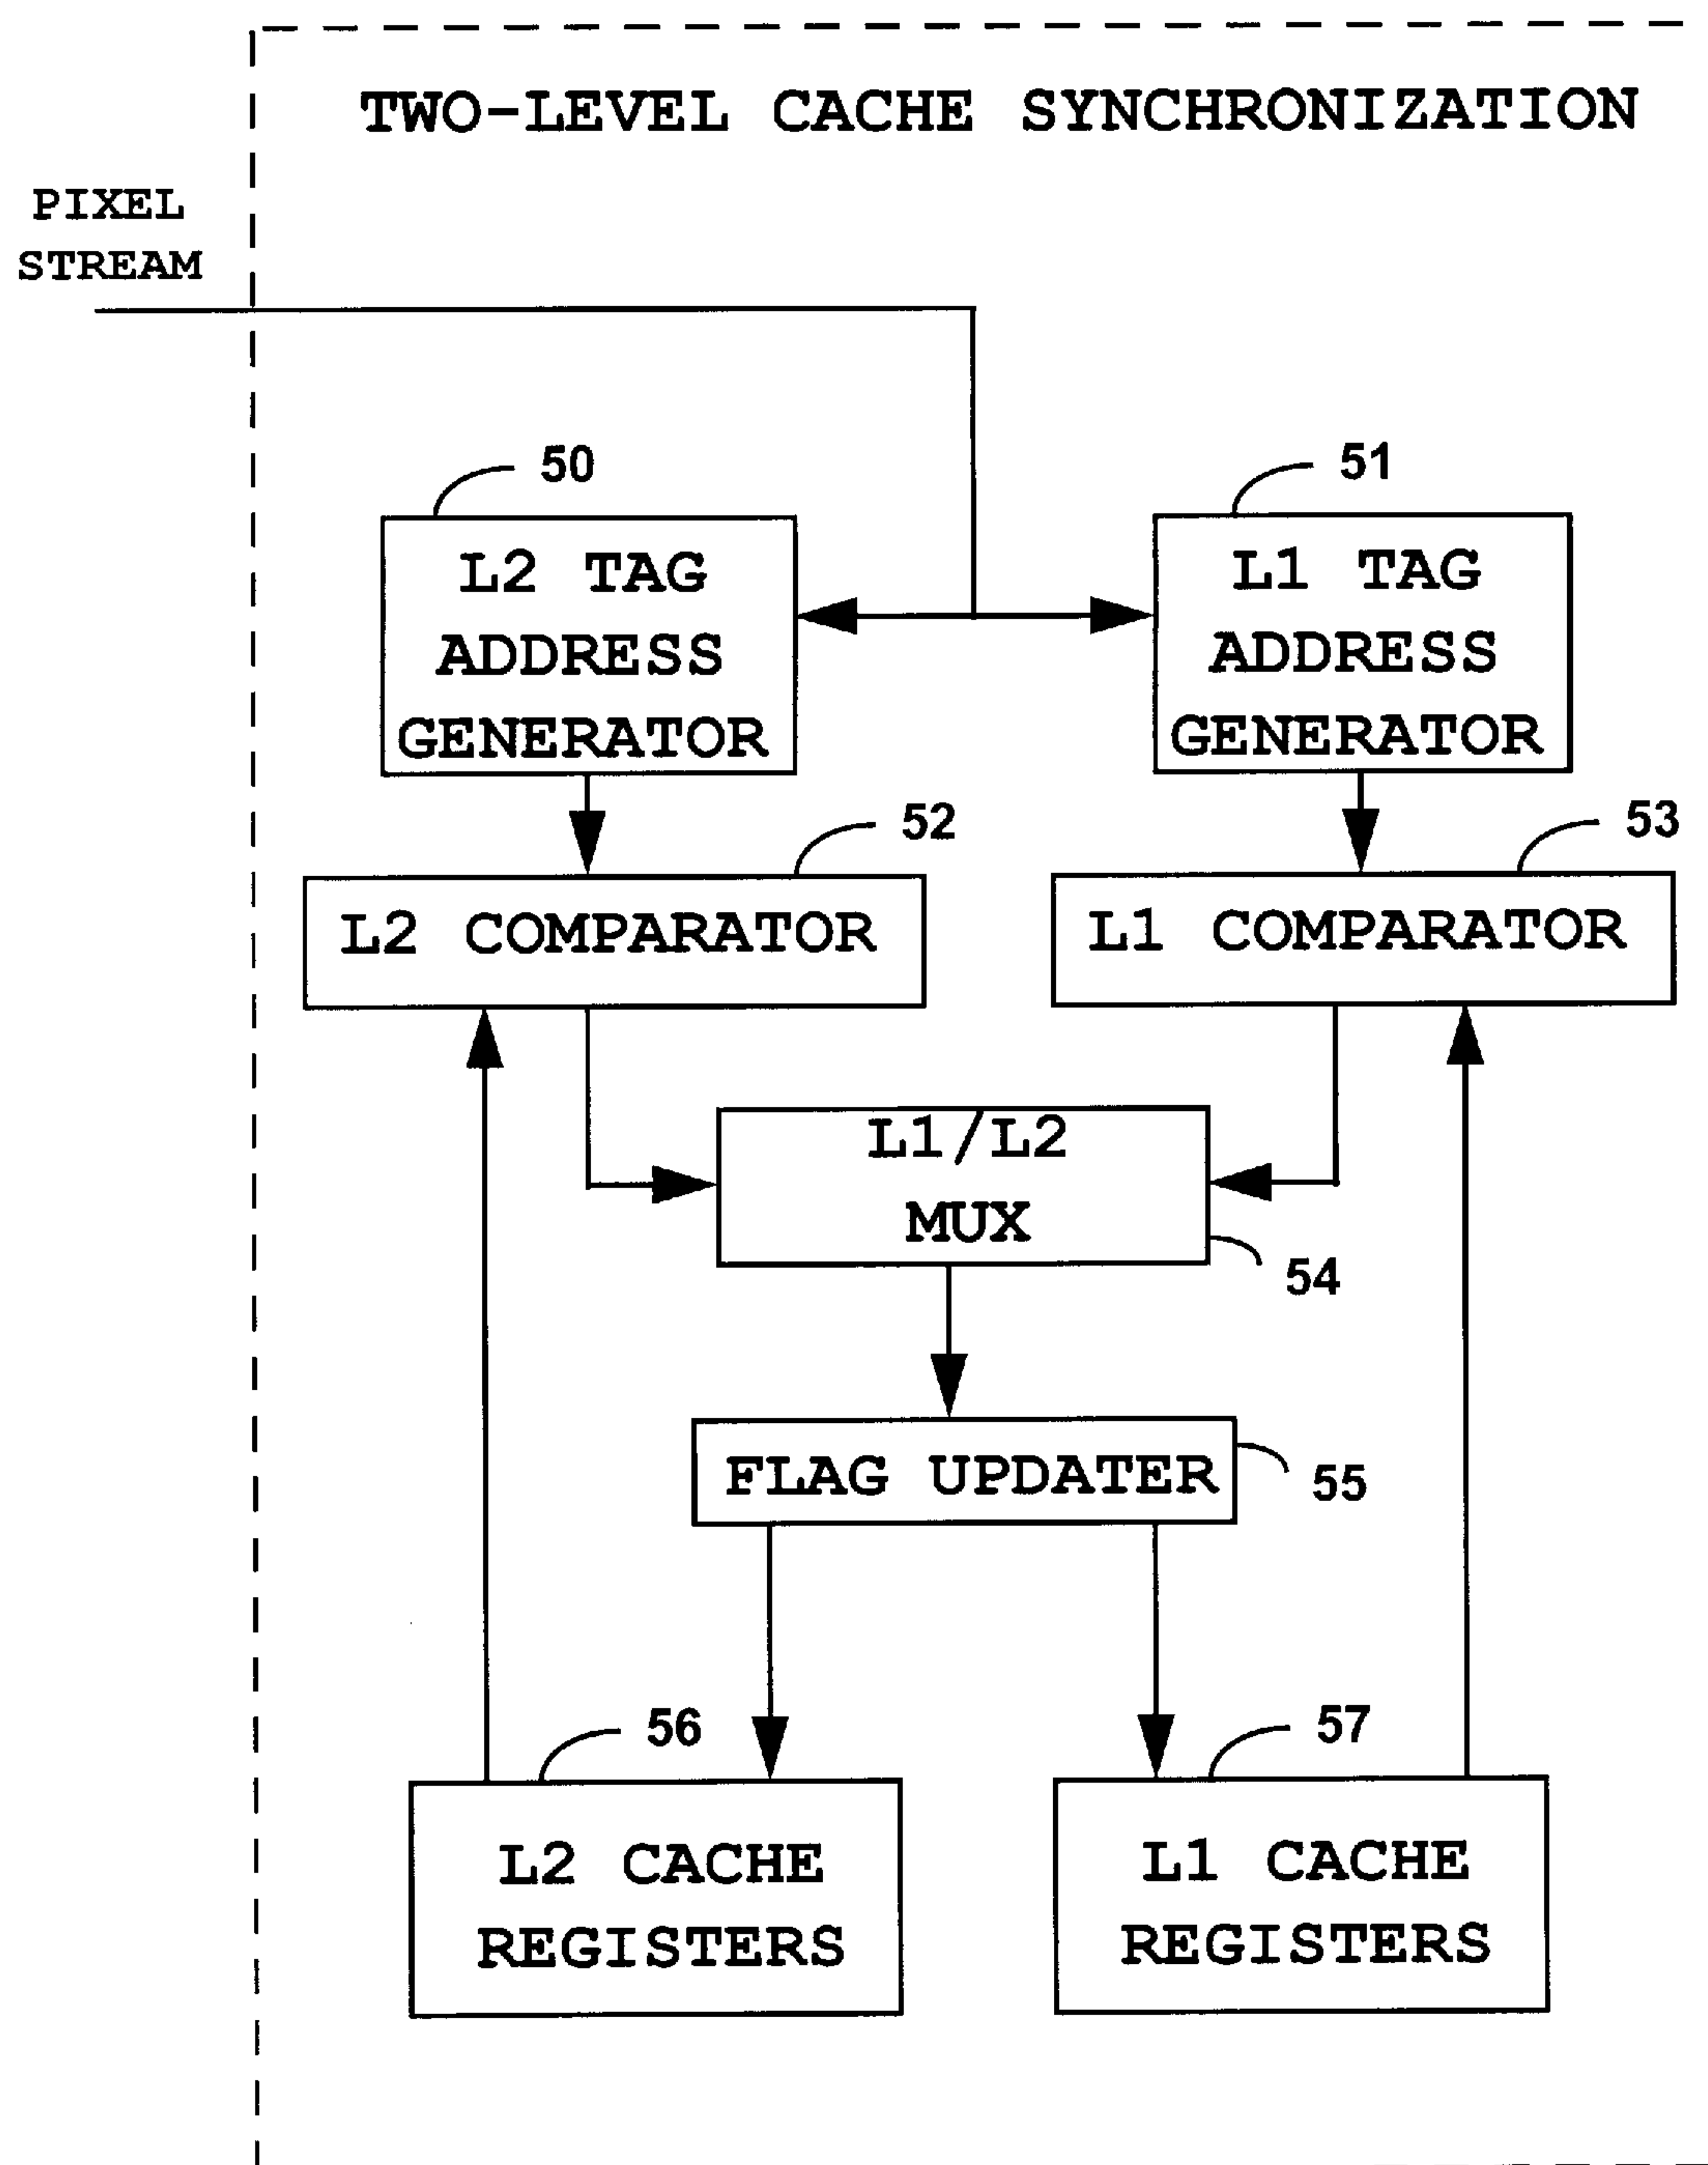 TWO-LEVEL CACHE SYNCHRONIZATION
PIXEL
STREAM
50
51
L2 TAG
ADDRESS
GENERATOR
L1 TAG
ADDRESS
GENERATOR
52
53
L2 COMPARATOR
L1 COMPARATOR
L1/L2
MUX
54
FLAG UPDATER
55
56
57
L2 CACHE
REGISTERS
L1 CACHE
REGISTERS